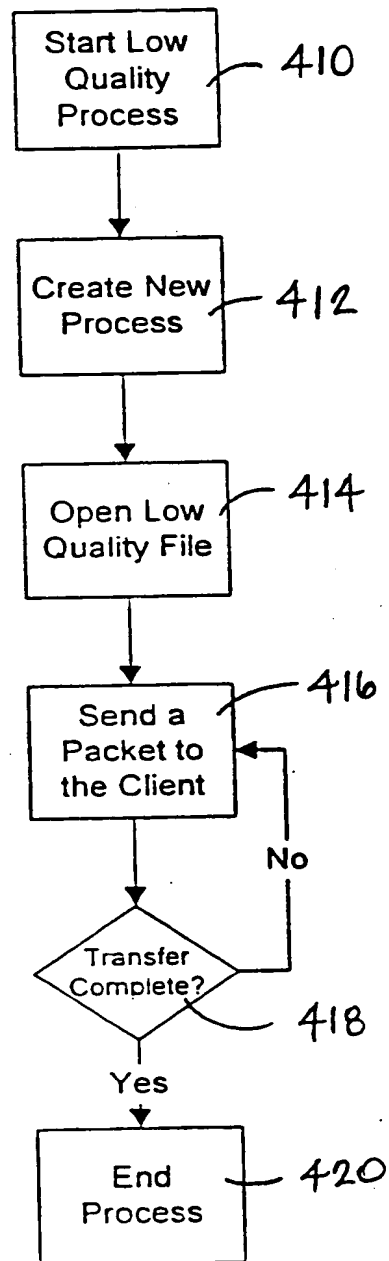 Start Low
Quality
Process
410
Create New
Process
412
Open Low
Quality File
414
Send a
Packet to
the Client
416
No
Transfer
Complete?
418
Yes
End
Process
420